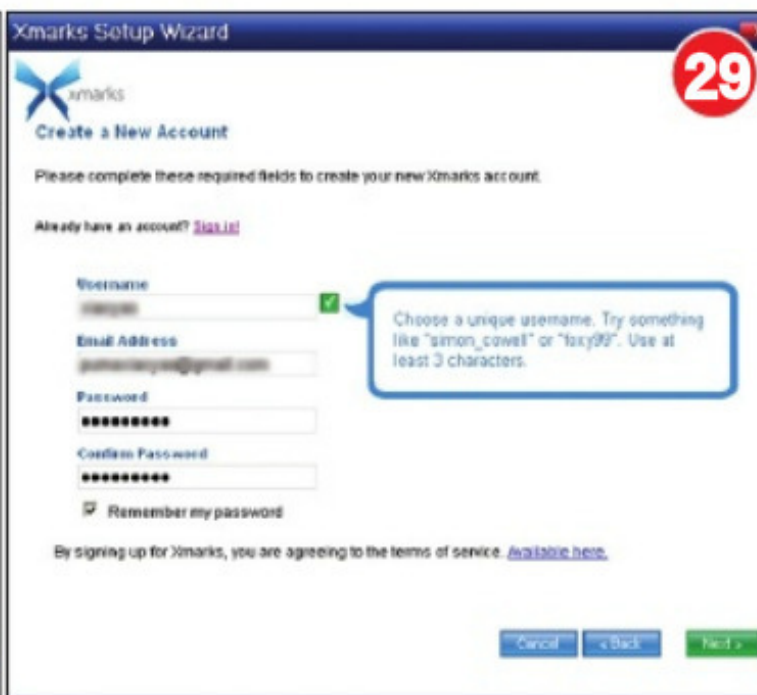 Xmarks Setup Wizard
29
xmarks
Create a New Account
Please complete these required fields to create your new Xmarks account.
Already have an account? Sign in!
Username
Choose a unique username. Try something
like "simon_cowell" or "foxy99". Use at
least 3 characters.
Email Address
@gmail.com
Password
•••••••••
Confirm Password
•••••••••
Remember my password
By signing up for Xmarks, you are agreeing to the terms of service. Available here.
Cancel < Back Next >